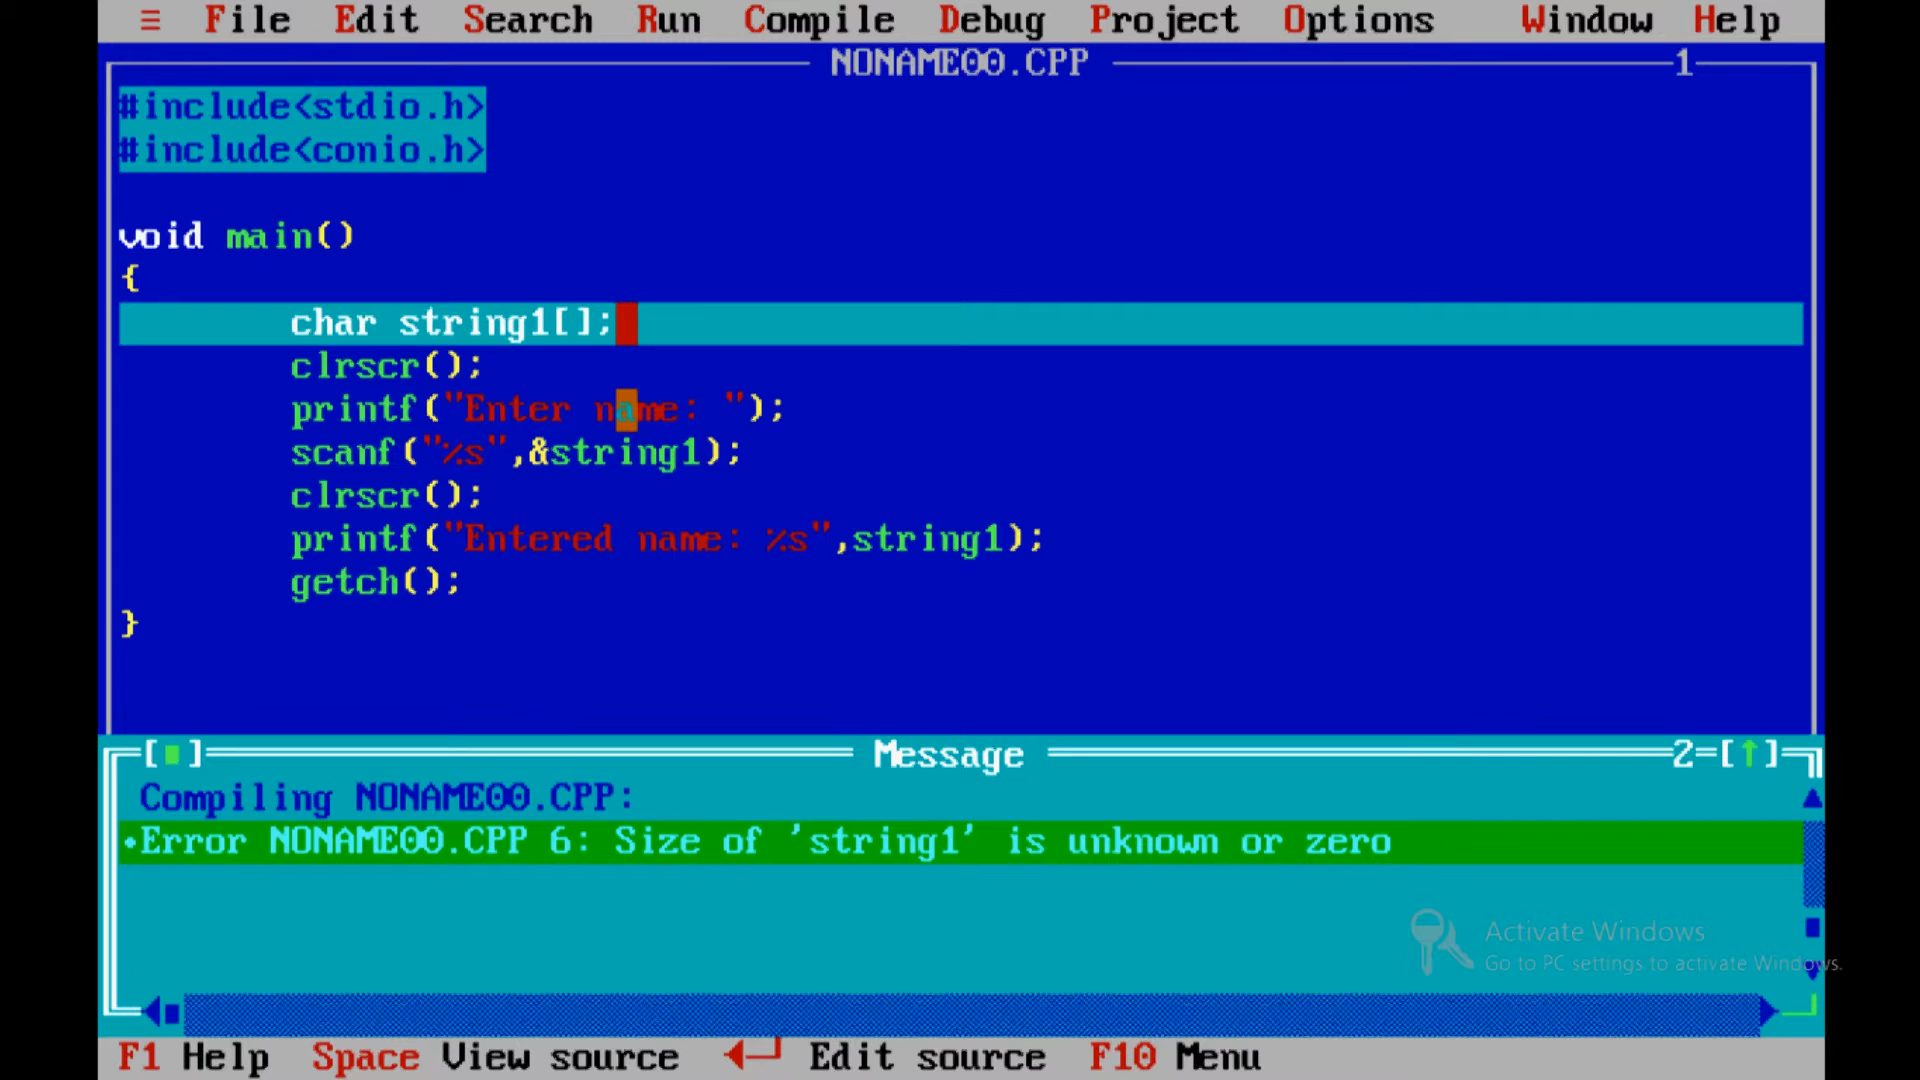 ≡ File Edit Search Run Compile Debug Project Options Window Help
NONAME00.CPP 1
#include<stdio.h>
#include<conio.h>
void main()
{
char string1[];
clrscr();
printf("Enter name: ");
scanf("%s",&string1);
clrscr();
printf("Entered name: %s",string1);
getch();
}
[■] Message 2=[↑]
Compiling NONAME00.CPP:
•Error NONAME00.CPP 6: Size of 'string1' is unknown or zero
Activate Windows
Go to PC settings to activate Windows.
F1 Help Space View source ←┘ Edit source F10 Menu